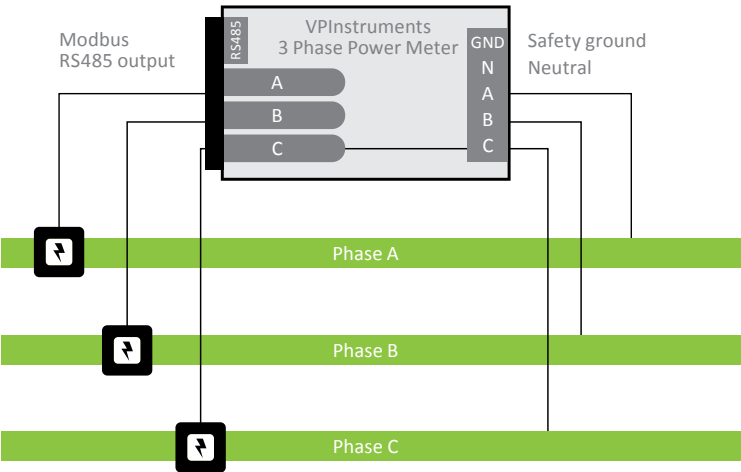 Modbus
RS485 output
RS485
VPInstruments
3 Phase Power Meter
A
B
C
GND
N
A
B
C
Safety ground
Neutral
Phase A
Phase B
Phase C